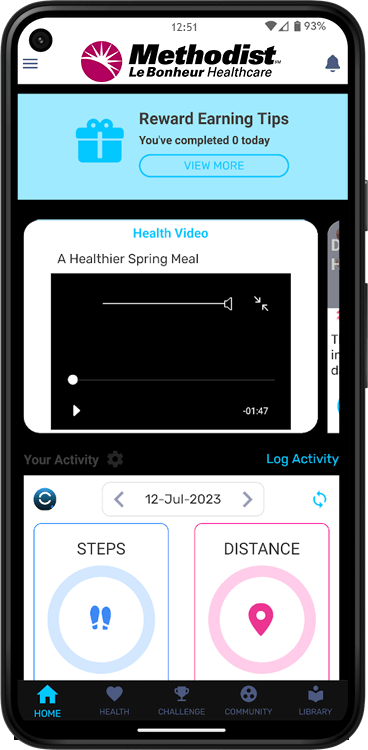 12:51
93%
Methodist
Le Bonheur Healthcare
Reward Earning Tips
You've completed 0 today
VIEW MORE
Health Video
A Healthier Spring Meal
-01:47
Your Activity
Log Activity
12-Jul-2023
STEPS
DISTANCE
HOME
HEALTH
CHALLENGE
COMMUNITY
LIBRARY